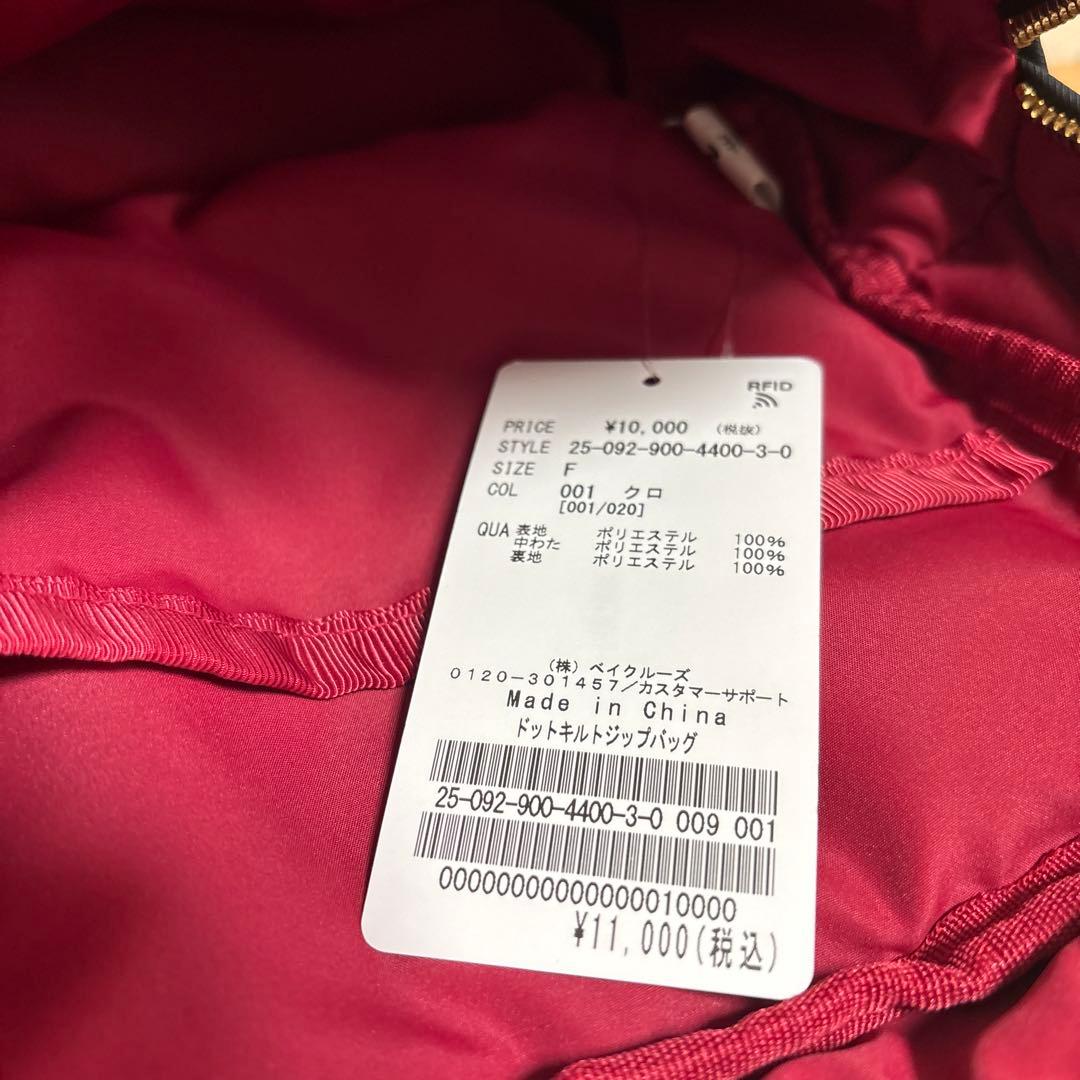 RFID
PRICE ¥10,000 (税抜)
STYLE 25-092-900-4400-3-0
SIZE F
COL 001 クロ
[001/020]
QUA 表地 ポリエステル 100%
中わた ポリエステル 100%
裏地 ポリエステル 100%
(株) ベイクルーズ
0120-301457/カスタマーサポート
Made in China
ドットキルトジップバッグ
25-092-900-4400-3-0 009 001
00000000000000010000
¥11,000(税込)